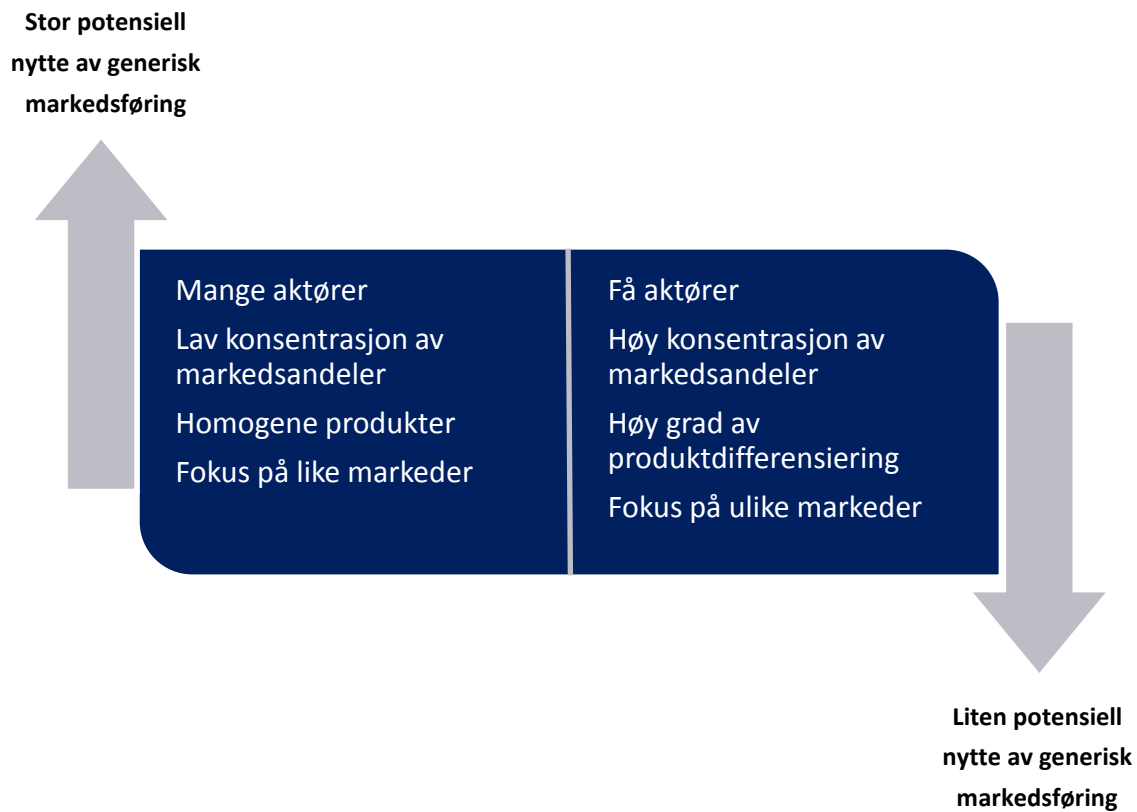 Stor potensiell
nytte av generisk
markedsføring
Mange aktører
Lav konsentrasjon av
markedsandeler
Homogene produkter
Fokus på like markeder
Få aktører
Høy konsentrasjon av
markedsandeler
Høy grad av
produktdifferensiering
Fokus på ulike markeder
Liten potensiell
nytte av generisk
markedsføring